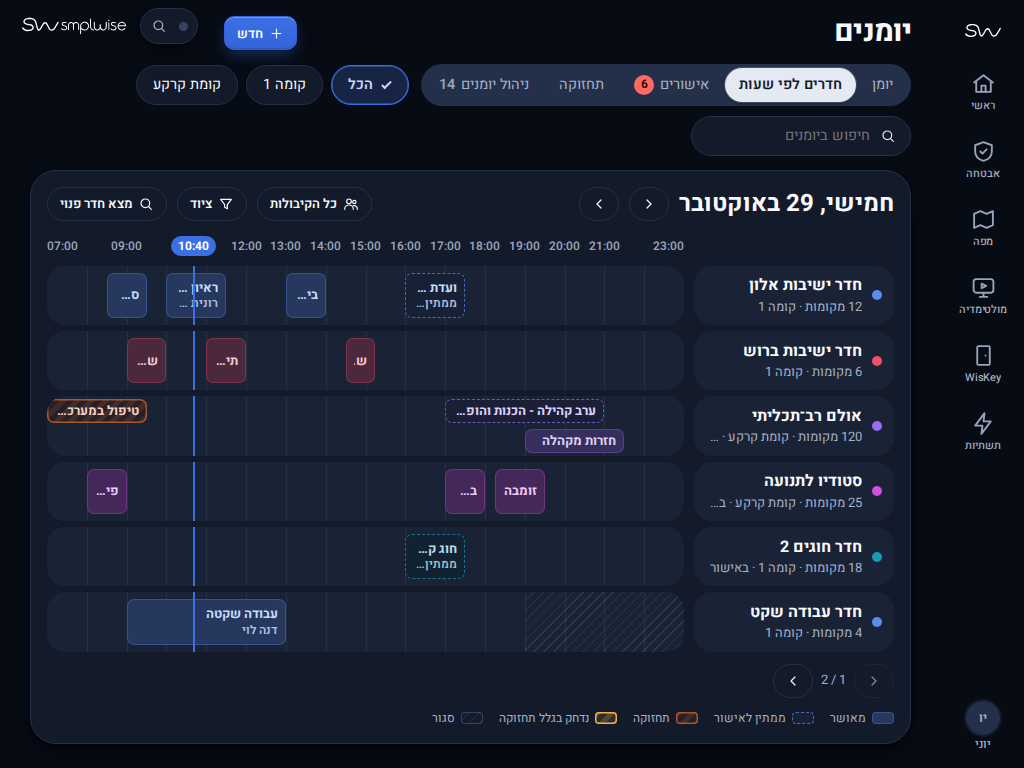 smplwise
חדש
יומנים
יומן
חדרים לפי שעות
אישורים 6
תחזוקה
ניהול יומנים 14
הכל
קומה 1
קומת קרקע
חיפוש ביומנים
ראשי
אבטחה
מפה
מולטימדיה
WisKey
תשתיות
יו
יוני
חמישי, 29 באוקטובר
כל הקיבולות
ציוד
מצא חדר פנוי
07:00 09:00 10:40 12:00 13:00 14:00 15:00 16:00 17:00 18:00 19:00 20:00 21:00 23:00
חדר ישיבות אלון
12 מקומות · קומה 1
ועדת ...
ממתין...
בי...
ראיון ...
רונית ...
ס...
חדר ישיבות ברוש
6 מקומות · קומה 1
ש.
תי...
ש...
אולם רב־תכליתי
120 מקומות · קומת קרקע · ...
ערב קהילה - הכנות והופ...
חזרות מקהלה
טיפול במערכ...
סטודיו לתנועה
25 מקומות · קומת קרקע · ב...
זומבה
ב...
פי...
חדר חוגים 2
18 מקומות · קומה 1 · באישור
חוג ק...
ממתין...
חדר עבודה שקט
4 מקומות · קומה 1
עבודה שקטה
דנה לוי
1 / 2
מאושר
ממתין לאישור
תחזוקה
נדחק בגלל תחזוקה
סגור